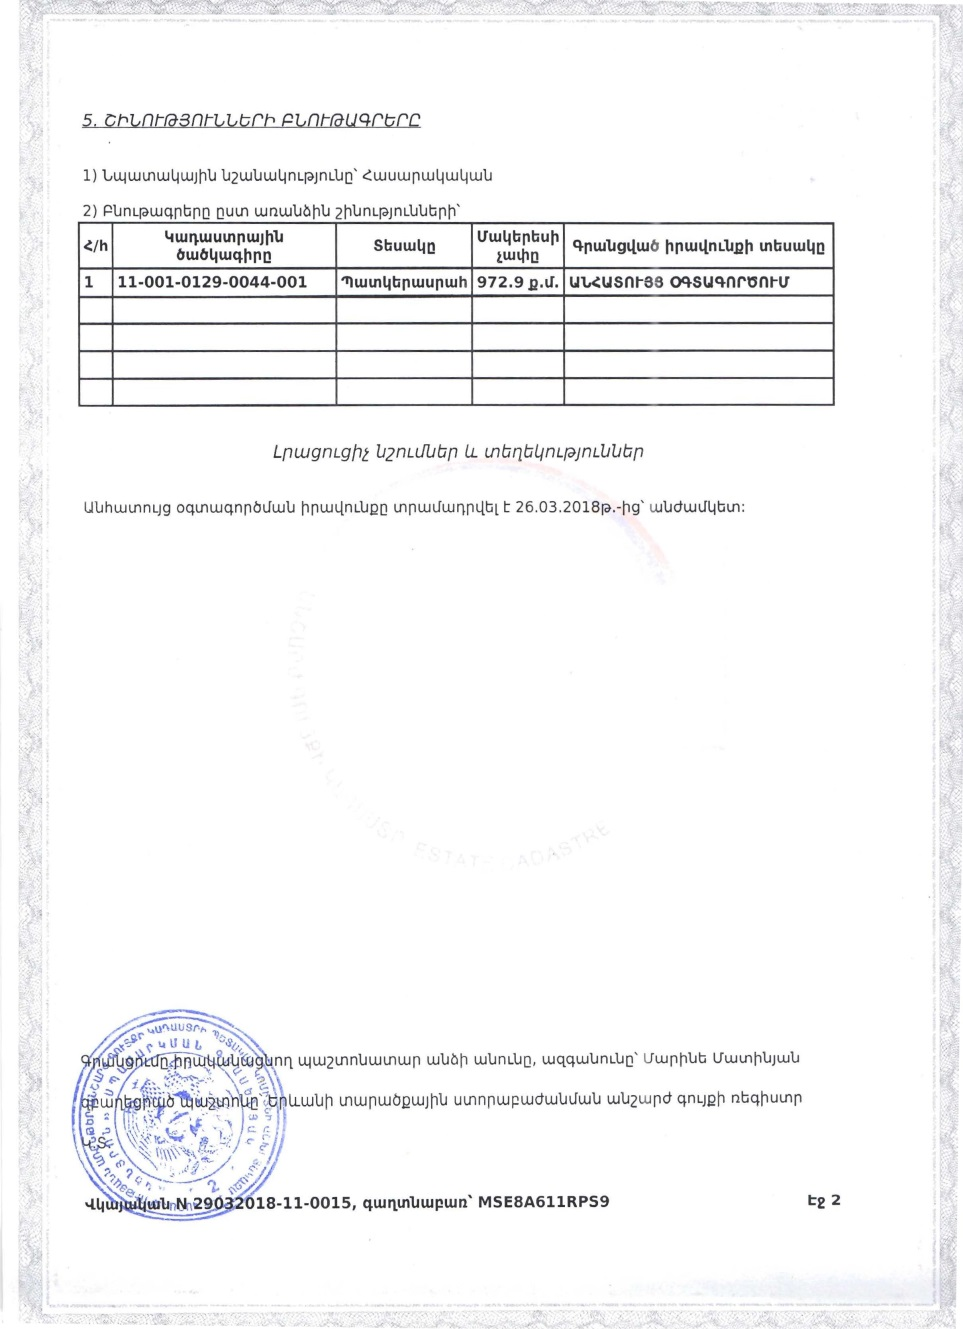 5. ՇԻՆՈՒԹՅՈՒՆՆԵՐԻ ԲՆՈՒԹԱԳՐԵՐԸ
1) Նպատակային նշանակությունը՝ Հասարակական
2) Բնութագրերը ըստ առանձին շինությունների՝
Հ/հ Կադաստրային ծածկագիրը Տեսակը Մակերեսի չափը Գրանցված իրավունքի տեսակը
1 11-001-0129-0044-001 Պատկերասրահ 972.9 ք.մ. ԱՆՀԱՏՈՒՅՑ ՕԳՏԱԳՈՐԾՈՒՄ
Լրացուցիչ նշումներ և տեղեկություններ
Անհատույց օգտագործման իրավունքը տրամադրվել է 26.03.2018թ.-ից՝ անժամկետ:
ESTATE CADASTRE
Գրանցումը իրականացնող պաշտոնատար անձի անունը, ազգանունը՝ Մարինե Մատինյան
զբաղեցրած պաշտոնը Երևանի տարածքային ստորաբաժանման անշարժ գույքի ռեգիստր
Կ.Տ.
Վկայական N 29032018-11-0015, գաղտնաբառ՝ MSE8A611RPS9
Էջ 2